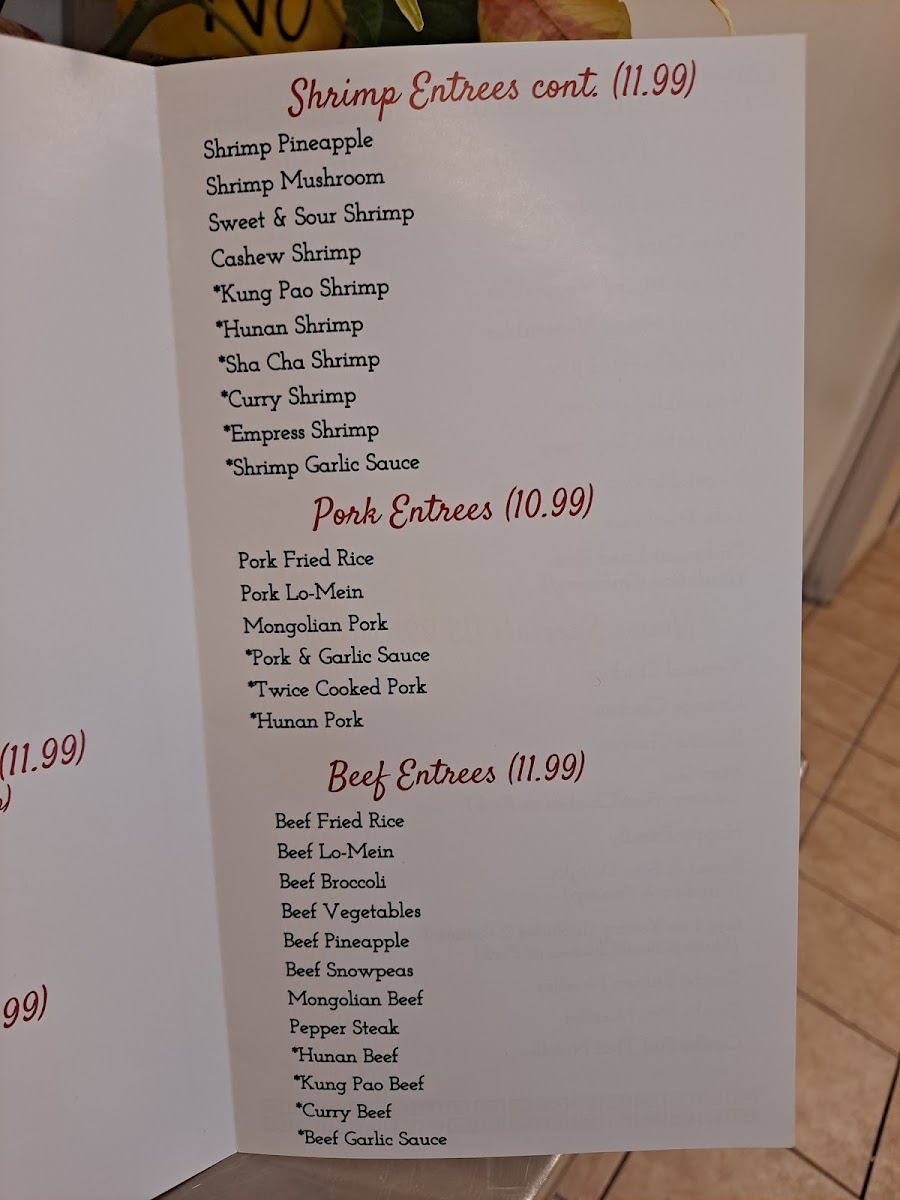 No
Shrimp Entrees cont. (11.99)
Shrimp Pineapple
Shrimp Mushroom
Sweet & Sour Shrimp
Cashew Shrimp
*Kung Pao Shrimp
*Hunan Shrimp
*Sha Cha Shrimp
*Curry Shrimp
*Empress Shrimp
*Shrimp Garlic Sauce
Pork Entrees (10.99)
Pork Fried Rice
Pork Lo-Mein
Mongolian Pork
*Pork & Garlic Sauce
*Twice Cooked Pork
*Hunan Pork
Beef Entrees (11.99)
Beef Fried Rice
Beef Lo-Mein
Beef Broccoli
Beef Vegetables
Beef Pineapple
Beef Snowpeas
Mongolian Beef
Pepper Steak
*Hunan Beef
*Kung Pao Beef
*Curry Beef
*Beef Garlic Sauce
(11.99)
99)